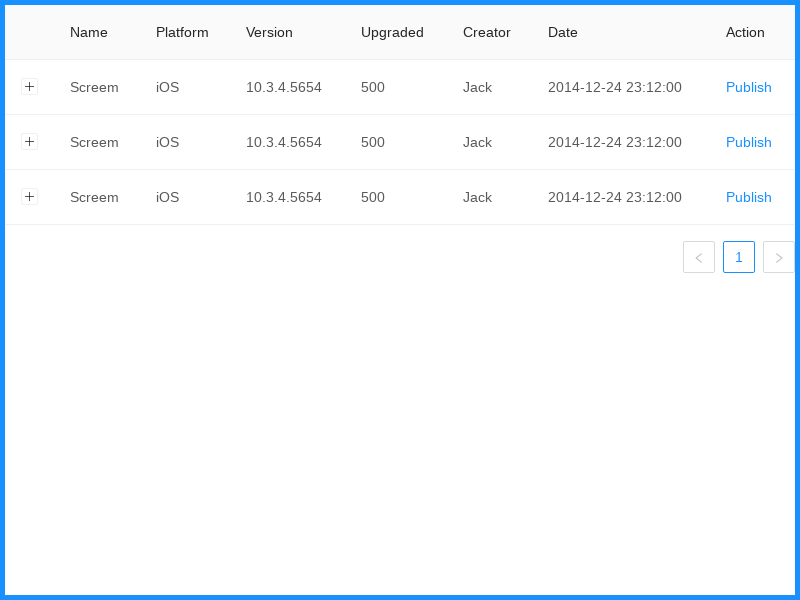 Name Platform Version Upgraded Creator Date Action
Screem iOS 10.3.4.5654 500 Jack 2014-12-24 23:12:00 Publish
Screem iOS 10.3.4.5654 500 Jack 2014-12-24 23:12:00 Publish
Screem iOS 10.3.4.5654 500 Jack 2014-12-24 23:12:00 Publish
1